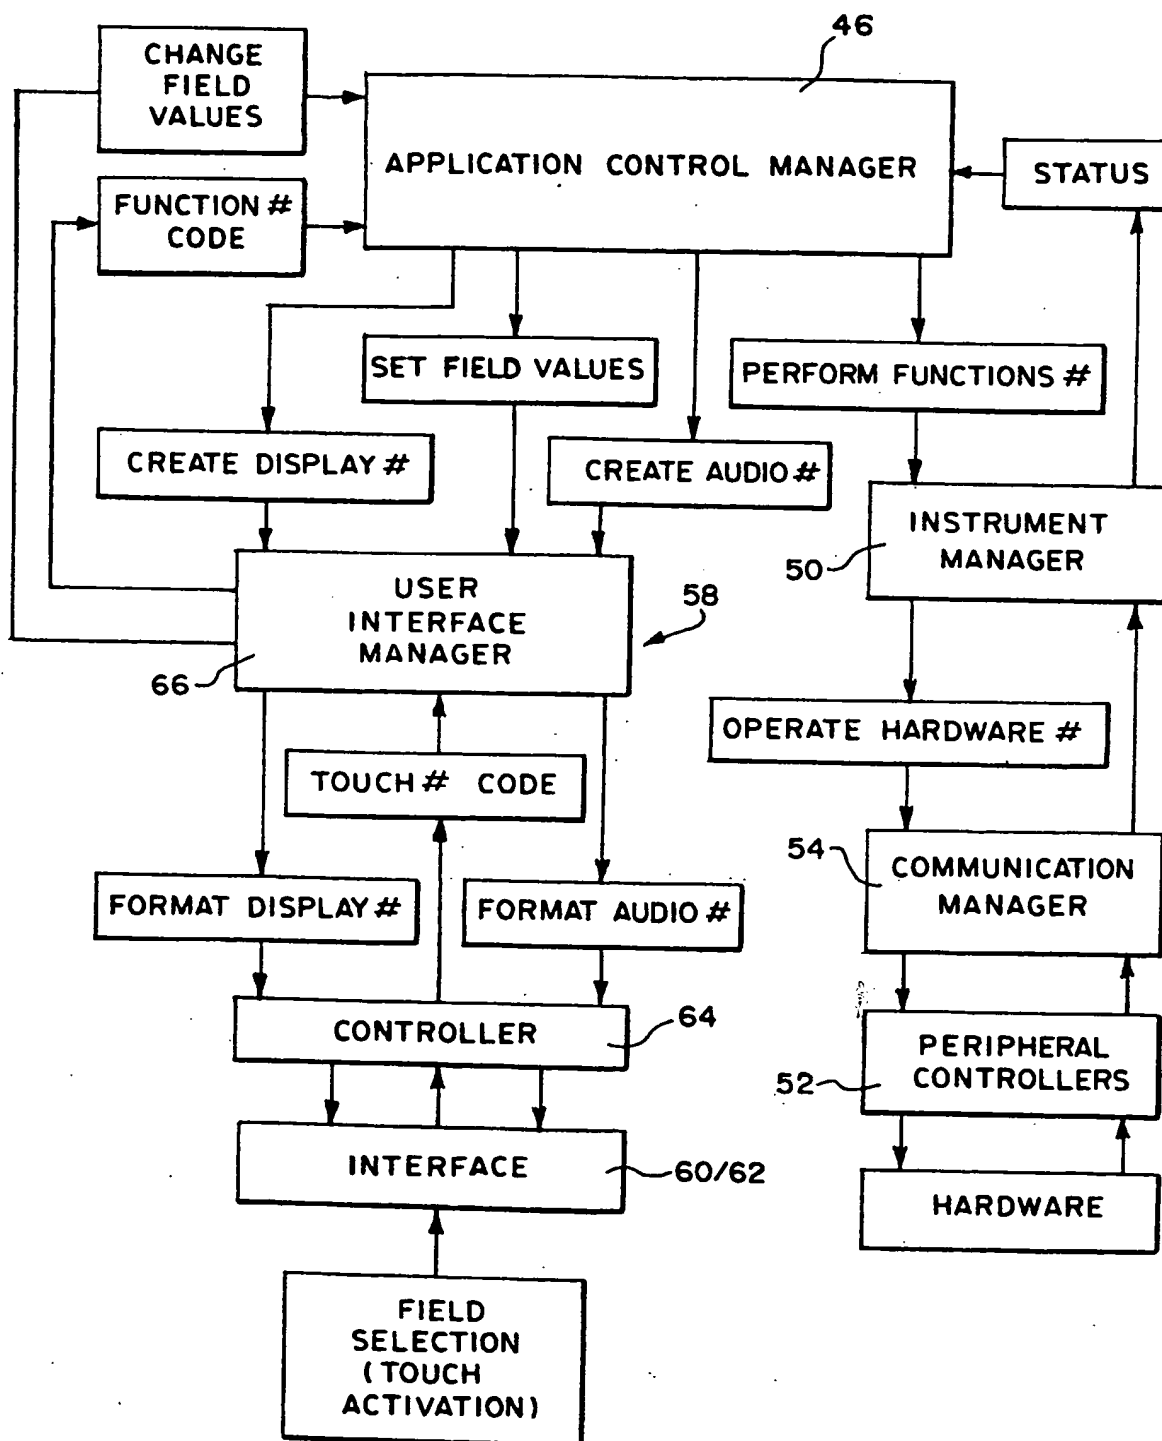 46
CHANGE
FIELD
VALUES
APPLICATION CONTROL MANAGER
STATUS
FUNCTION #
CODE
SET FIELD VALUES
PERFORM FUNCTIONS #
CREATE DISPLAY #
CREATE AUDIO #
INSTRUMENT
MANAGER
50
USER
INTERFACE
MANAGER
58
66
OPERATE HARDWARE #
TOUCH # CODE
54
COMMUNICATION
MANAGER
FORMAT DISPLAY #
FORMAT AUDIO #
CONTROLLER
64
PERIPHERAL
CONTROLLERS
52
INTERFACE
60/62
HARDWARE
FIELD
SELECTION
(TOUCH
ACTIVATION)